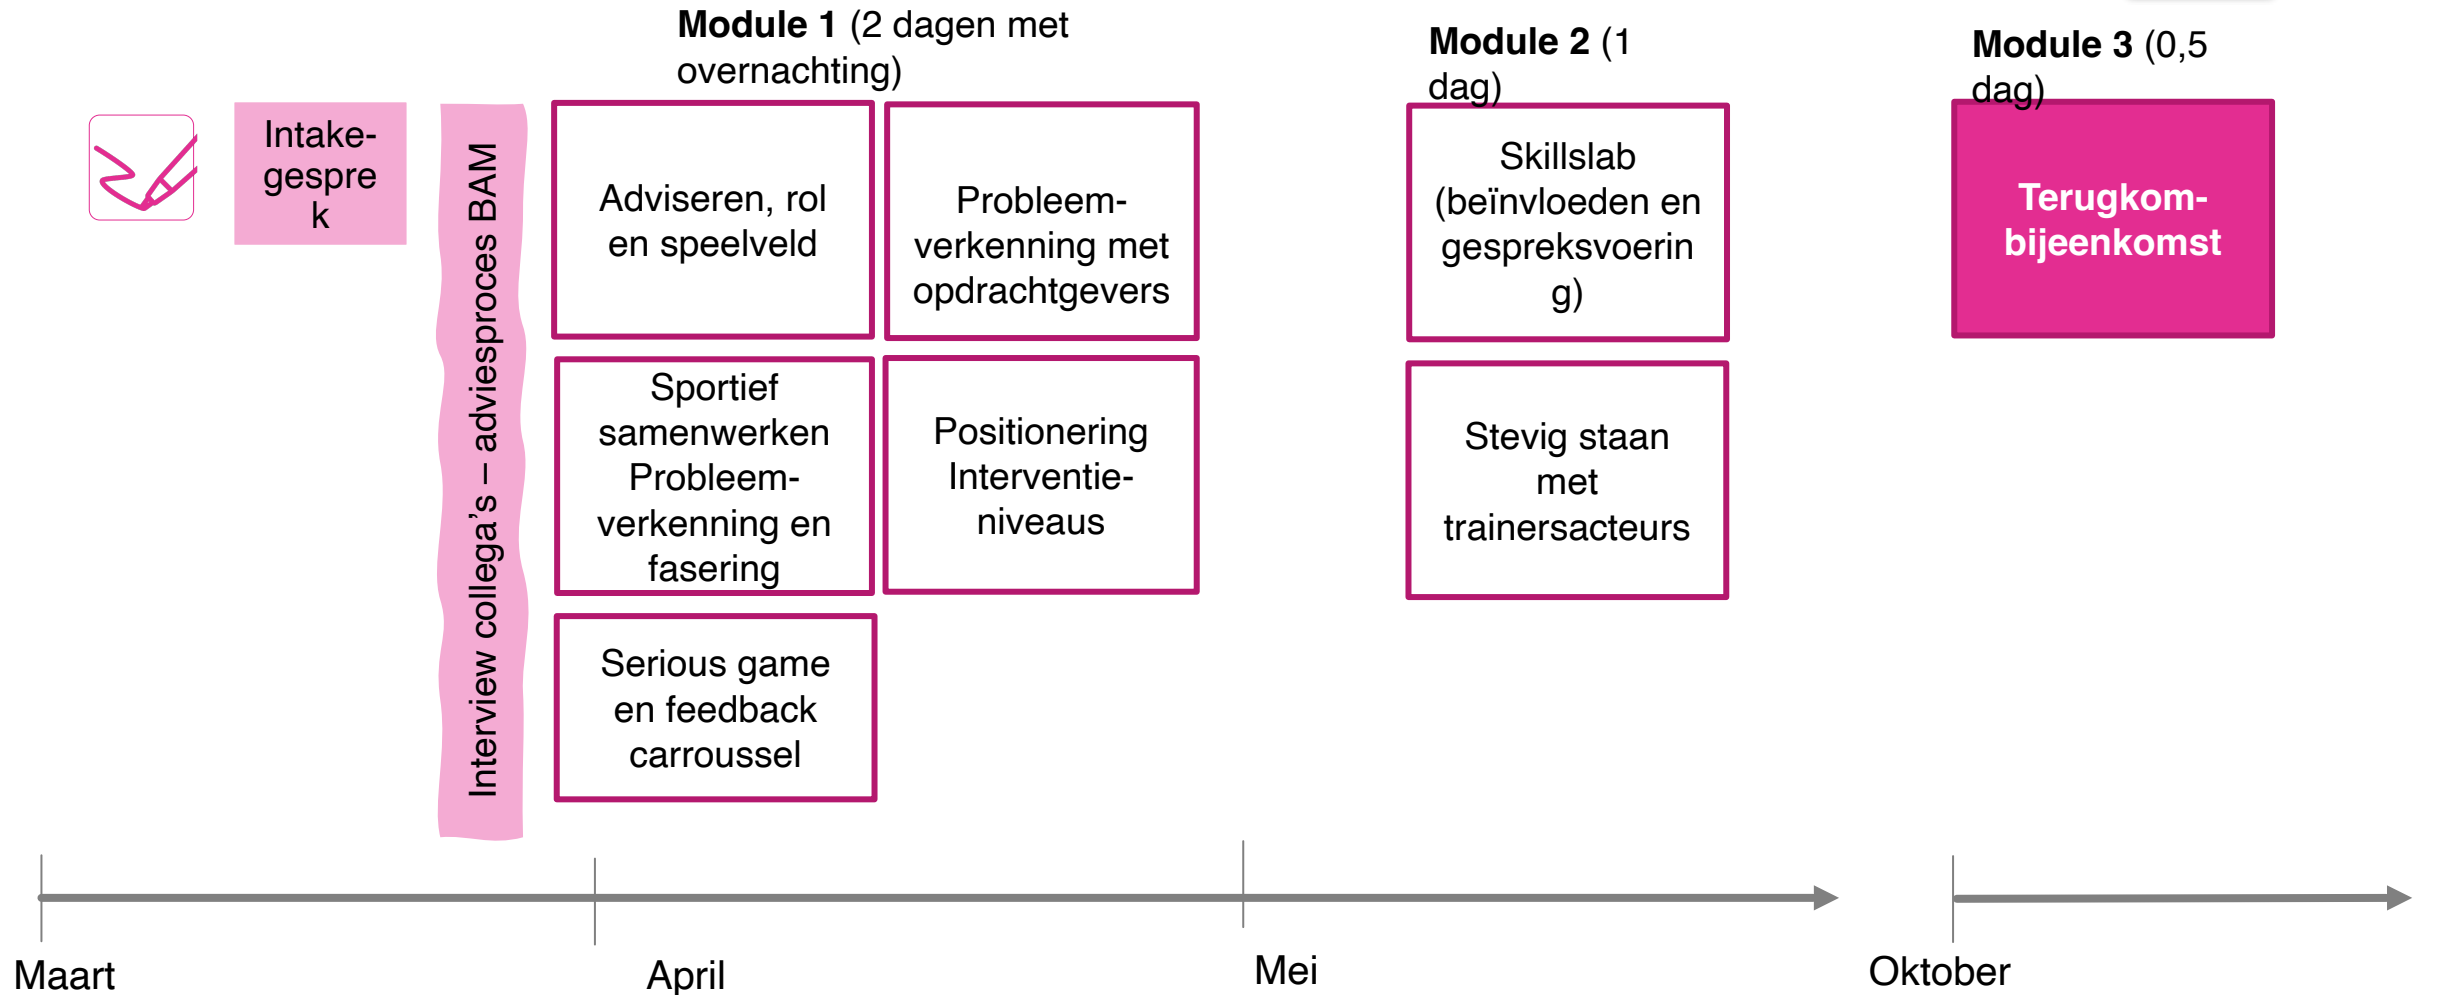 Module 1 (2 dagen met
overnachting)
Module 2 (1
dag)
Module 3 (0,5
dag)
Intake-
gespre
k
Interview collega’s – adviesproces BAM
Adviseren, rol
en speelveld
Probleem-
verkenning met
opdrachtgevers
Sportief
samenwerken
Probleem-
verkenning en
fasering
Positionering
Interventie-
niveaus
Serious game
en feedback
carroussel
Skillslab
(beïnvloeden en
gespreksvoerin
g)
Stevig staan
met
trainersacteurs
Terugkom-
bijeenkomst
Maart
April
Mei
Oktober